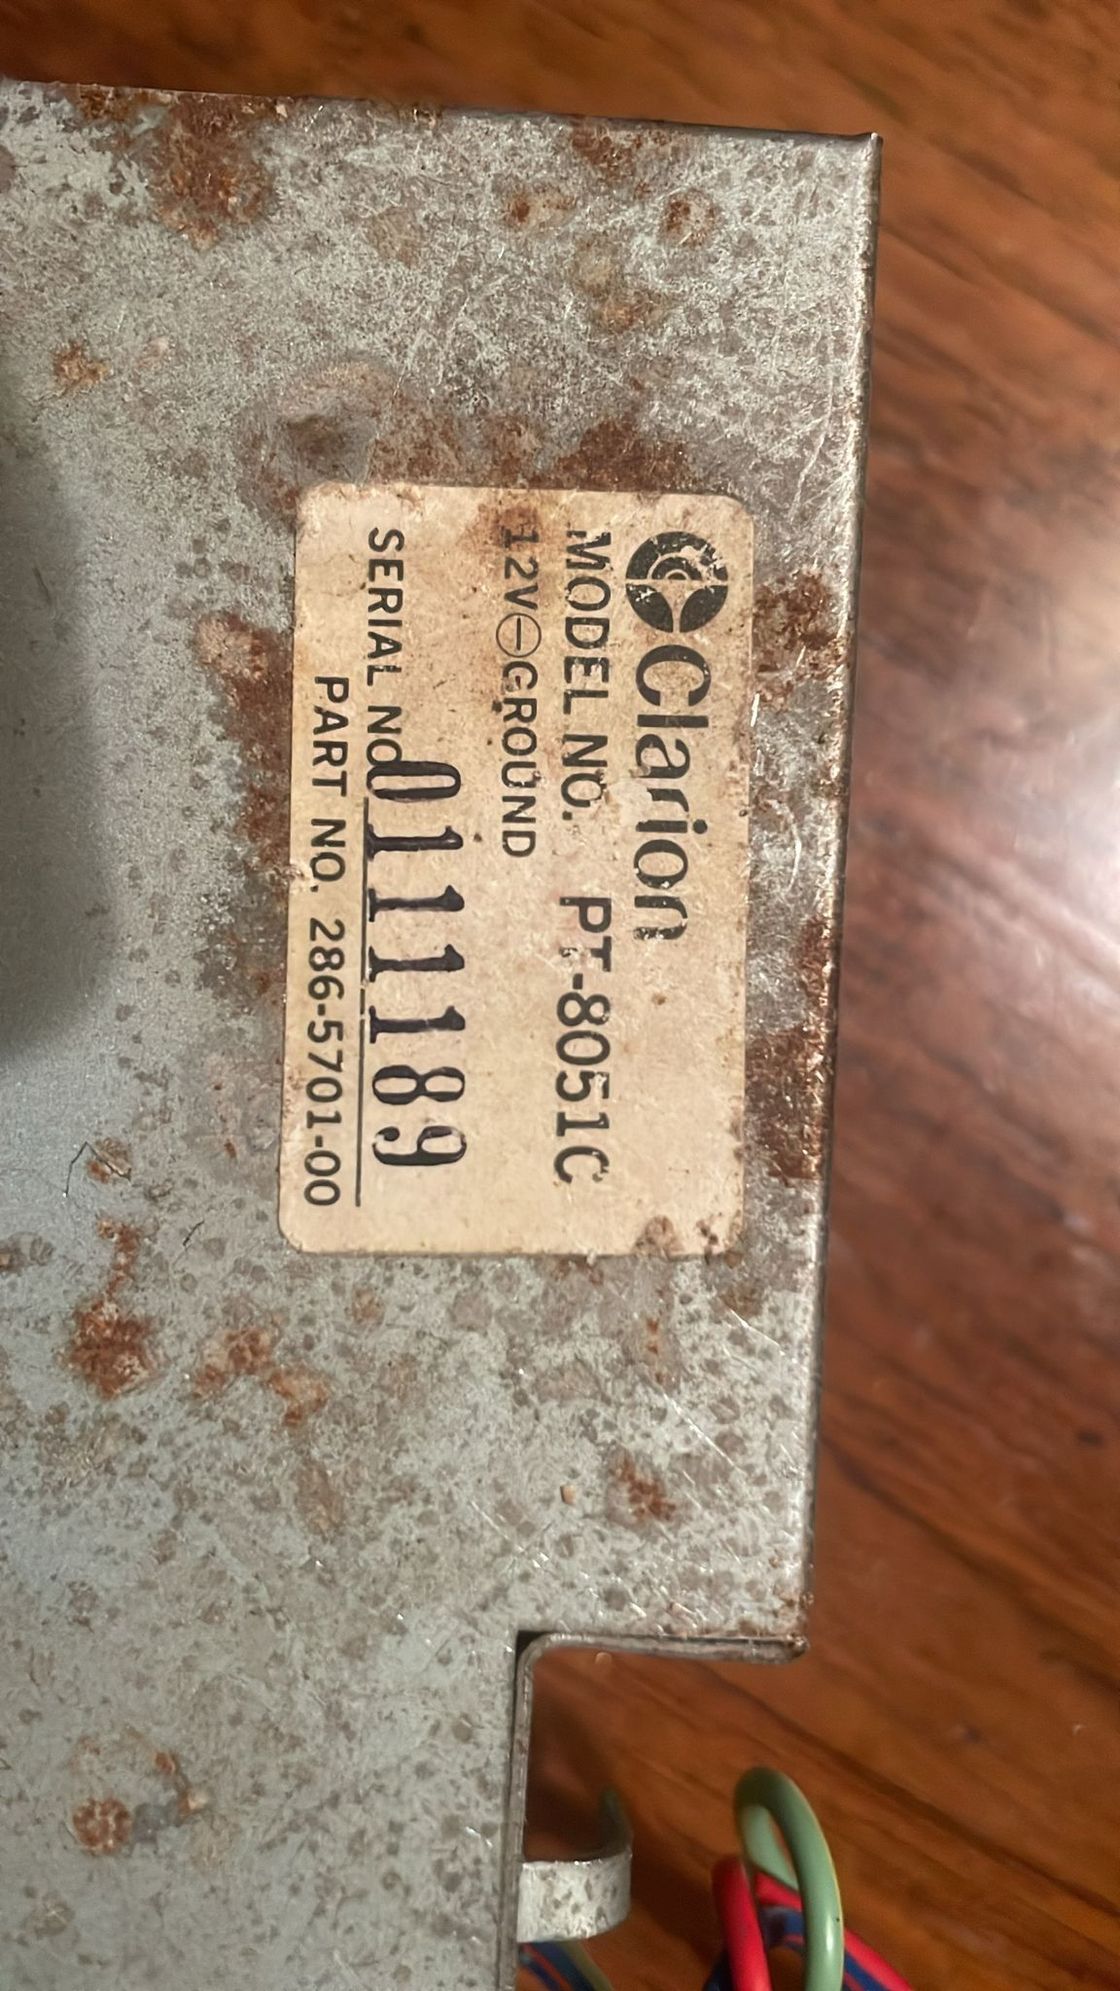 Clarion
MODEL NO. PT-8051C
12V⊖GROUND
SERIAL NO. 0111189
PART NO. 286-5701-00